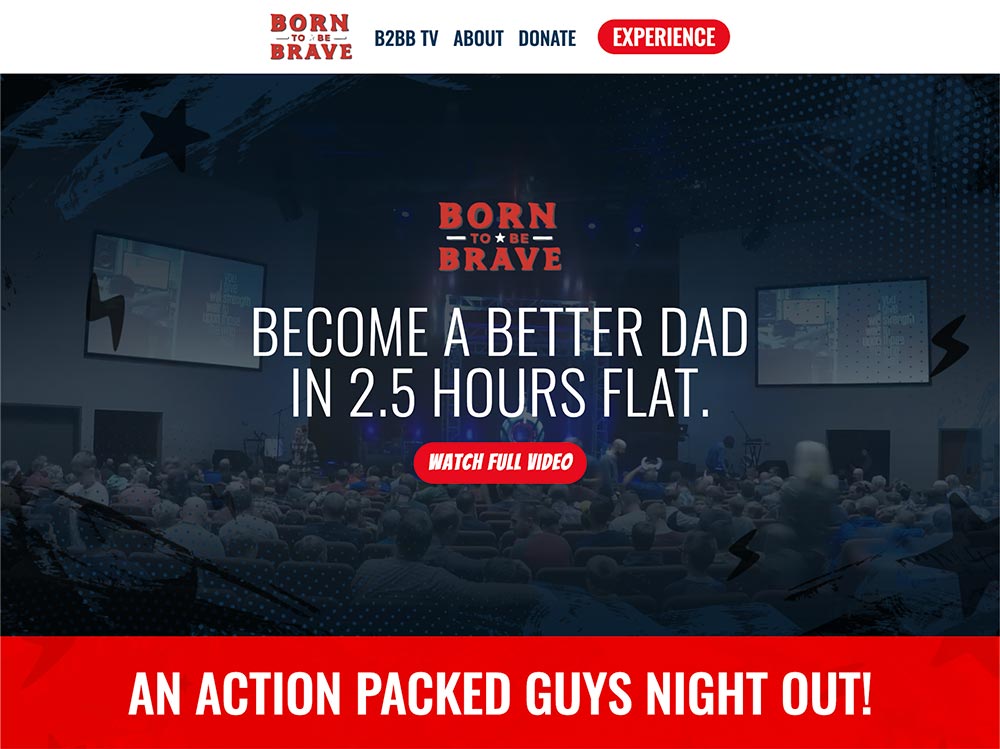 BORN
TO BE
BRAVE
B2BB TV ABOUT DONATE EXPERIENCE
BORN
TO BE
BRAVE
BECOME A BETTER DAD
IN 2.5 HOURS FLAT.
WATCH FULL VIDEO
AN ACTION PACKED GUYS NIGHT OUT!